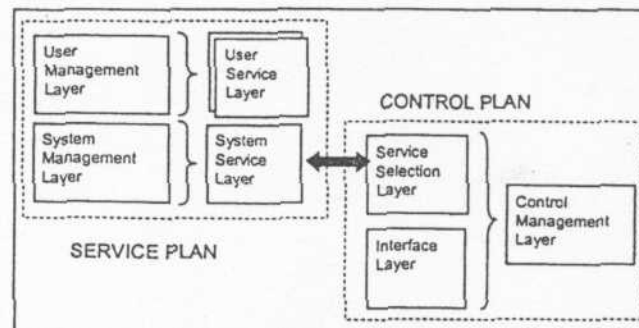 User
Management
Layer
User
Service
Layer
System
Management
Layer
System
Service
Layer
SERVICE PLAN
CONTROL PLAN
Service
Selection
Layer
Interface
Layer
Control
Management
Layer